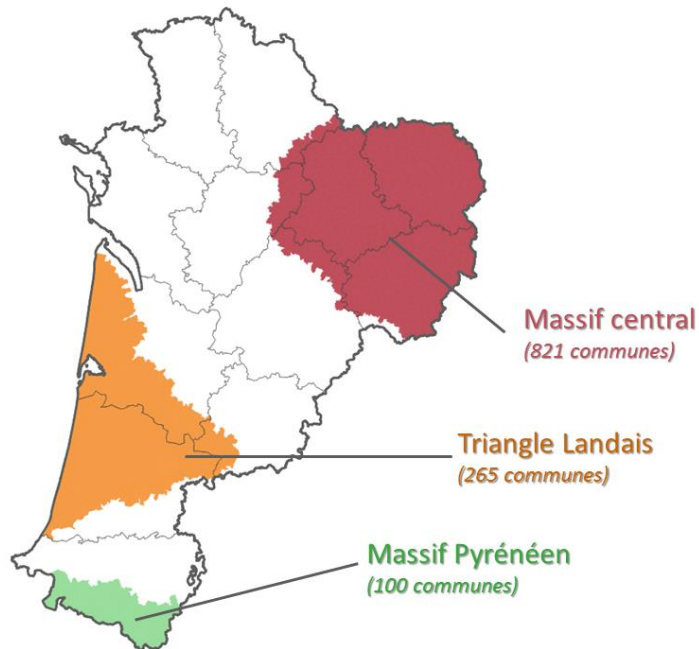 Massif central
(821 communes)
Triangle Landais
(265 communes)
Massif Pyrénéen
(100 communes)